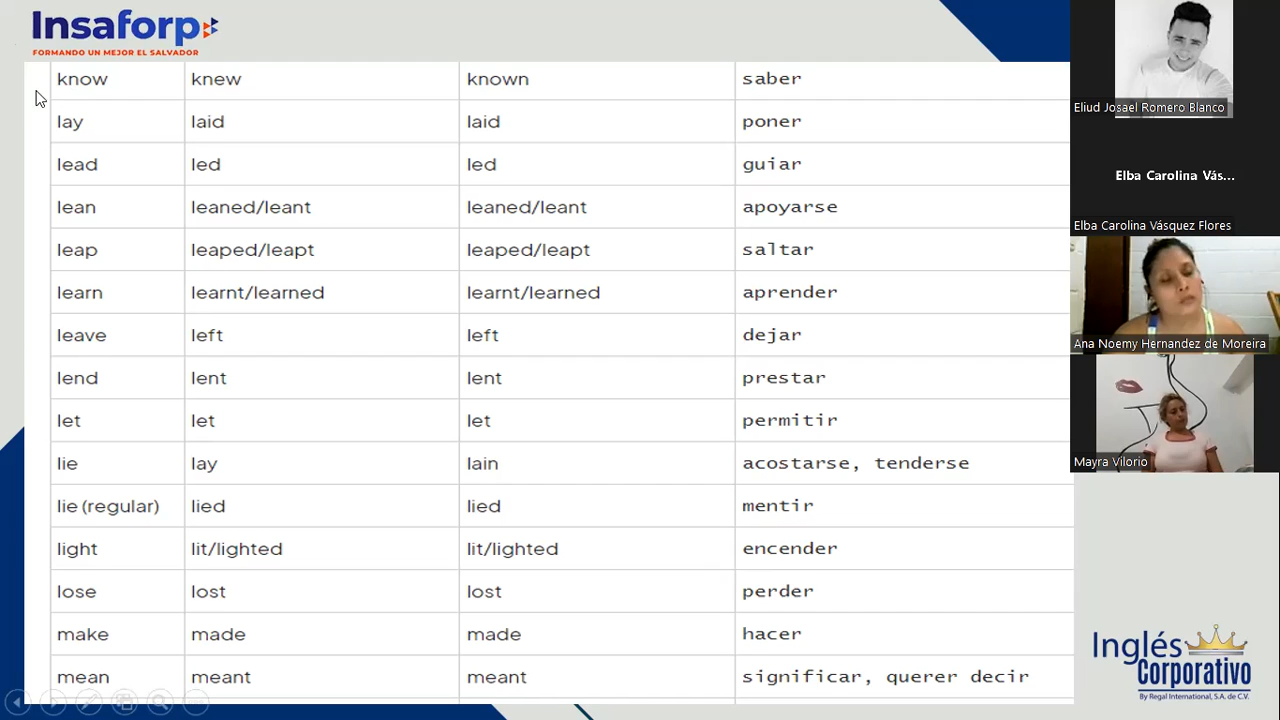 Insaforp
FORMANDO UN MEJOR EL SALVADOR
know knew known saber
lay laid laid poner
lead led led guiar
lean leaned/leant leaned/leant apoyarse
leap leaped/leapt leaped/leapt saltar
learn learnt/learned learnt/learned aprender
leave left left dejar
lend lent lent prestar
let let let permitir
lie lay lain acostarse, tenderse
lie (regular) lied lied mentir
light lit/lighted lit/lighted encender
lose lost lost perder
make made made hacer
mean meant meant significar, querer decir
Eliud Josael Romero Blanco
Elba Carolina Vás...
Elba Carolina Vásquez Flores
Ana Noemy Hernandez de Moreira
Mayra Vilorio
Inglés
Corporativo
By Regal International, S.A. de C.V.